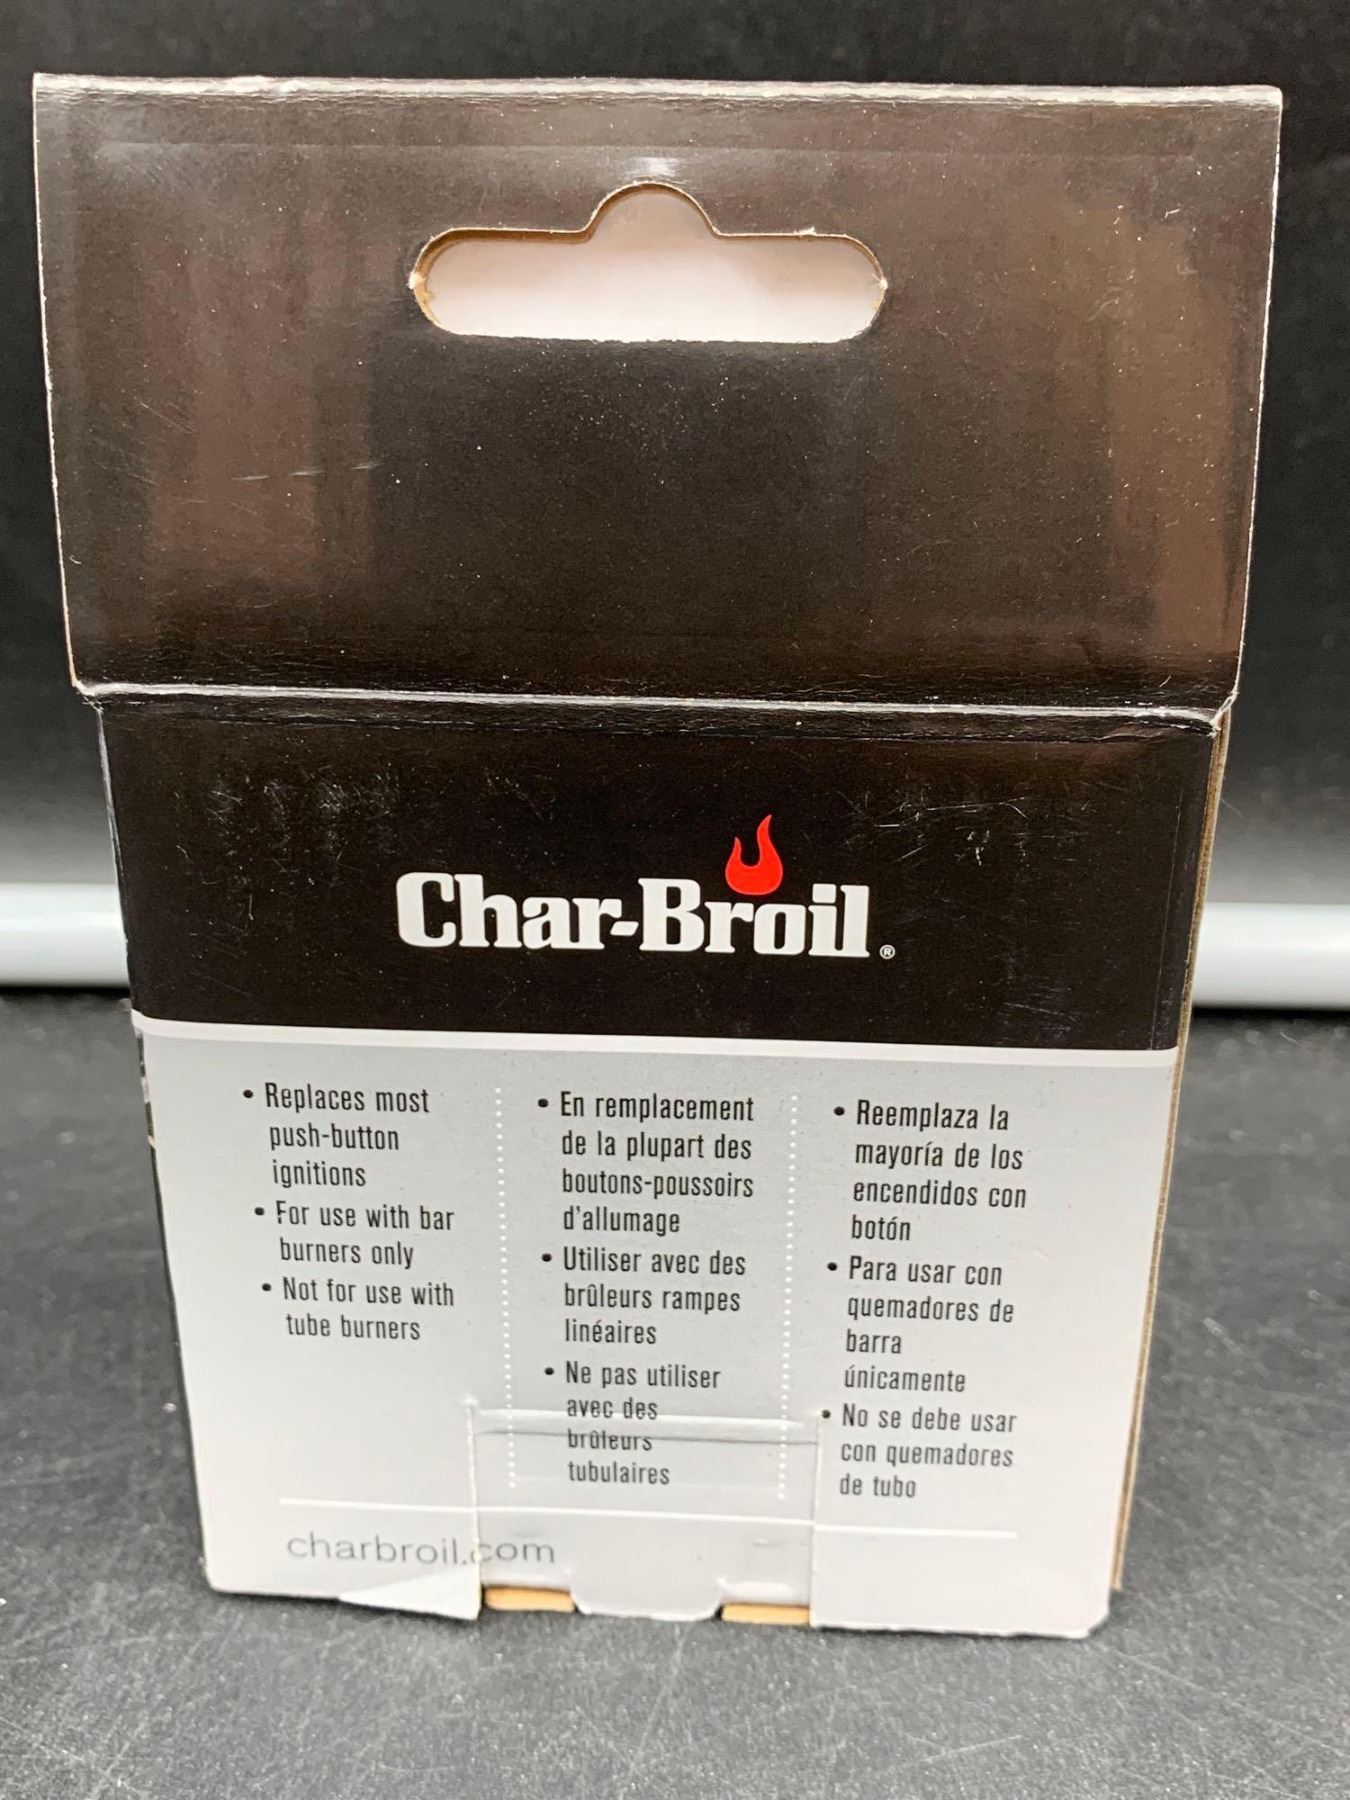 Char-Broil®
• Replaces most
push-button
ignitions
• For use with bar
burners only
• Not for use with
tube burners
• En remplacement
de la plupart des
boutons-poussoirs
d'allumage
• Utiliser avec des
brûleurs rampes
linéaires
• Ne pas utiliser
avec des
brûleurs
tubulaires
• Reemplaza la
mayoría de los
encendidos con
botón
• Para usar con
quemadores de
barra
únicamente
• No se debe usar
con quemadores
de tubo
charbroil.com